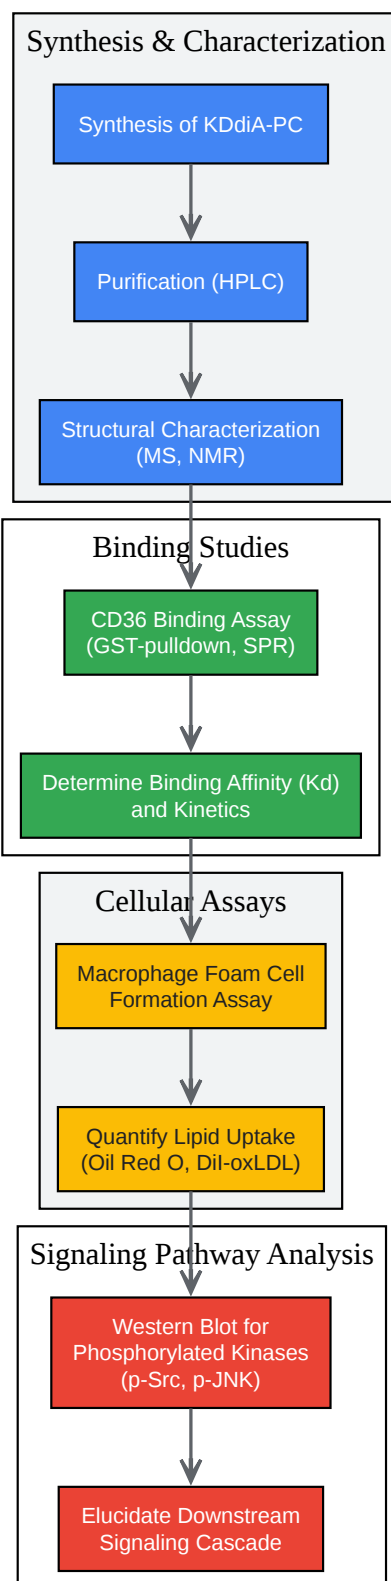 Synthesis & Characterization
Synthesis of KDdiA-PC
Purification (HPLC)
Structural Characterization
(MS, NMR)
Binding Studies
CD36 Binding Assay
(GST-pulldown, SPR)
Determine Binding Affinity (Kd)
and Kinetics
Cellular Assays
Macrophage Foam Cell
Formation Assay
Quantify Lipid Uptake
(Oil Red O, DiI-oxLDL)
Signaling Pathway Analysis
Western Blot for
Phosphorylated Kinases
(p-Src, p-JNK)
Elucidate Downstream
Signaling Cascade